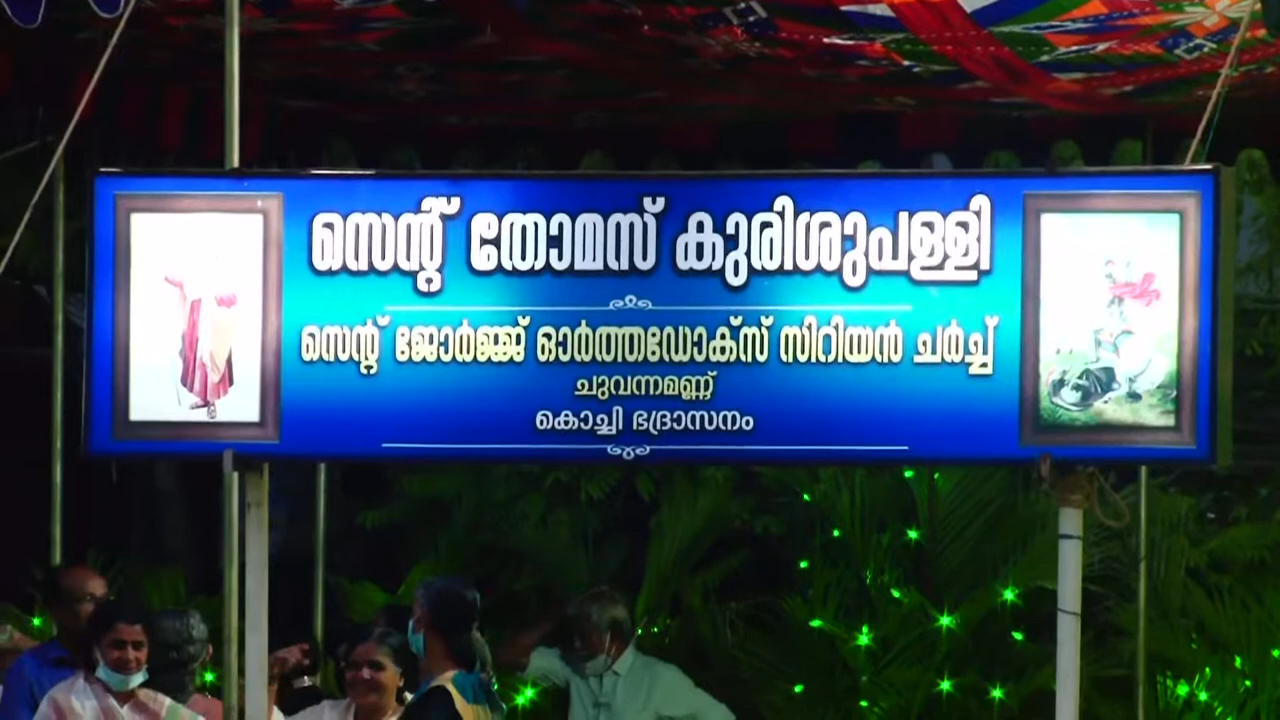 സെന്റ് തോമസ് കുരിശുപള്ളി
സെന്റ് ജോർജ്ജ് ഓർത്തഡോക്സ് സിറിയൻ ചർച്ച്
ചുവന്നമണ്ണ്
കൊച്ചി ഭദ്രാസനം